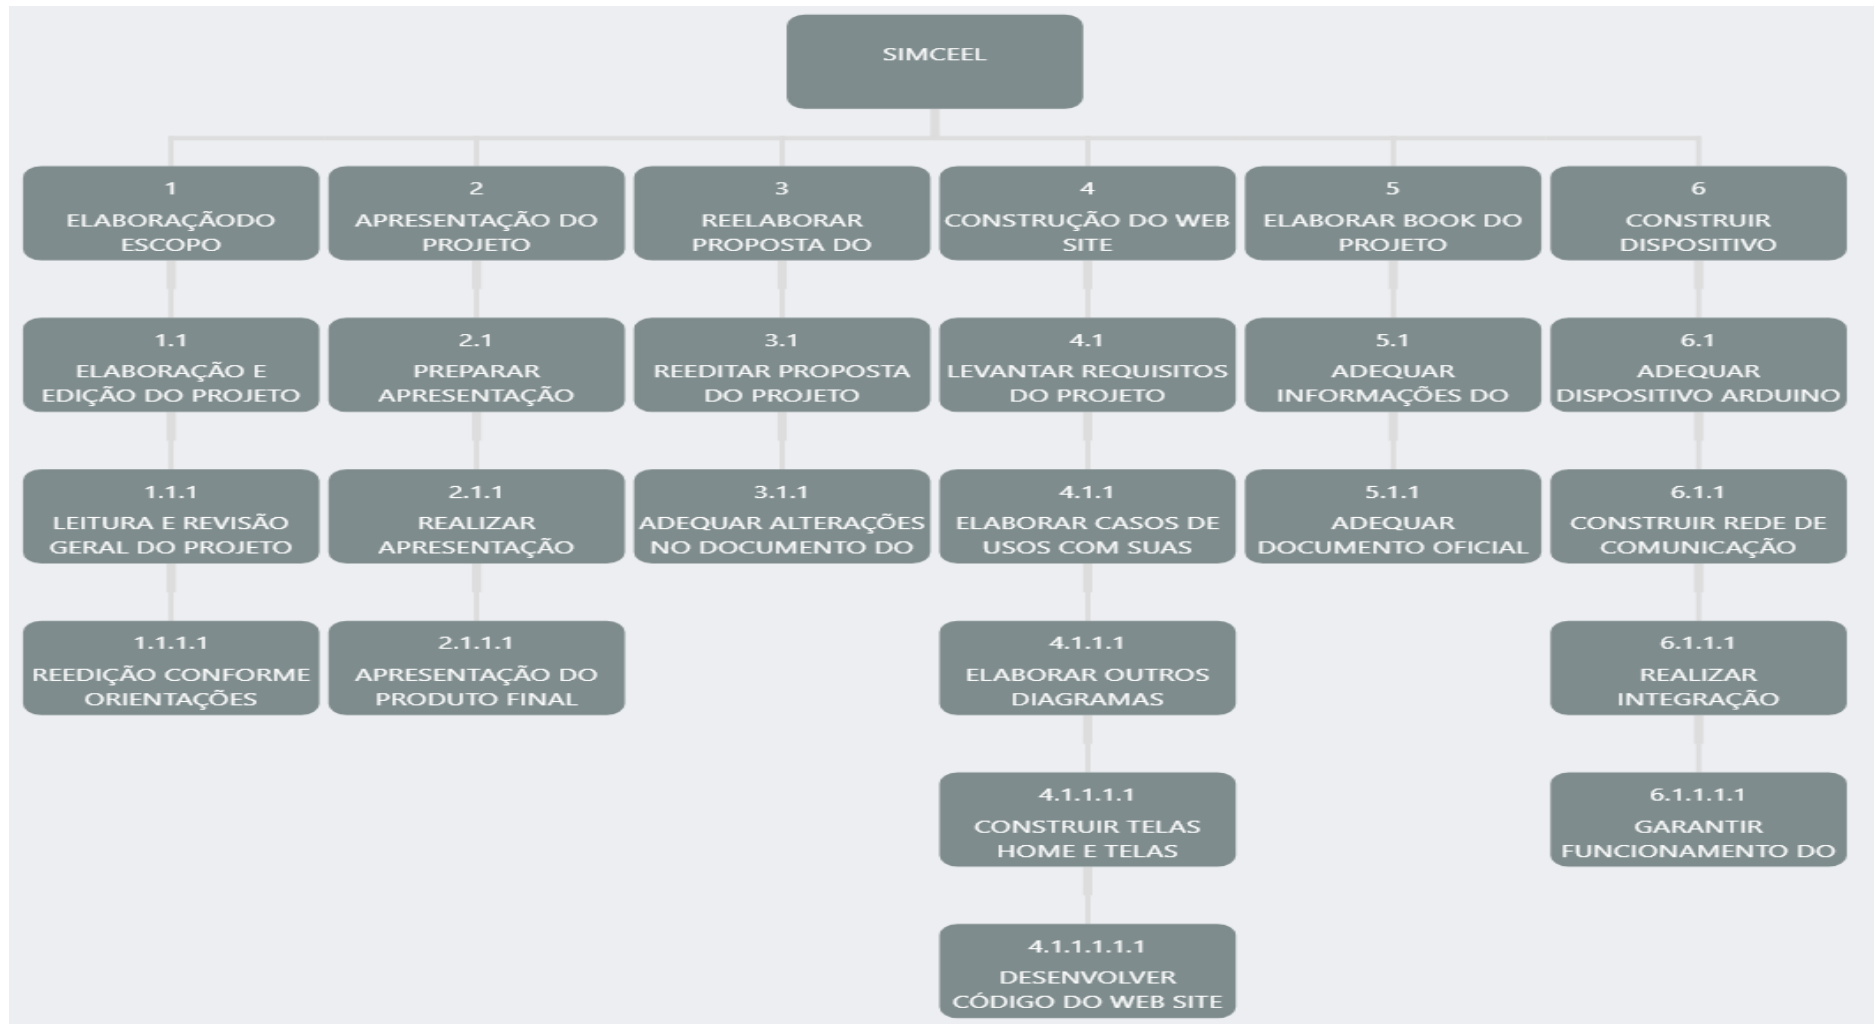 SIMCEEL
1
ELABORAÇÃODO
ESCOPO
2
APRESENTAÇÃO DO
PROJETO
3
REELABORAR
PROPOSTA DO
4
CONSTRUÇÃO DO WEB
SITE
5
ELABORAR BOOK DO
PROJETO
6
CONSTRUIR
DISPOSITIVO
1.1
ELABORAÇÃO E
EDIÇÃO DO PROJETO
2.1
PREPARAR
APRESENTAÇÃO
3.1
REEDITAR PROPOSTA
DO PROJETO
4.1
LEVANTAR REQUISITOS
DO PROJETO
5.1
ADEQUAR
INFORMAÇÕES DO
6.1
ADEQUAR
DISPOSITIVO ARDUINO
1.1.1
LEITURA E REVISÃO
GERAL DO PROJETO
2.1.1
REALIZAR
APRESENTAÇÃO
3.1.1
ADEQUAR ALTERAÇÕES
NO DOCUMENTO DO
4.1.1
ELABORAR CASOS DE
USOS COM SUAS
5.1.1
ADEQUAR
DOCUMENTO OFICIAL
6.1.1
CONSTRUIR REDE DE
COMUNICAÇÃO
1.1.1.1
REEDIÇÃO CONFORME
ORIENTAÇÕES
2.1.1.1
APRESENTAÇÃO DO
PRODUTO FINAL
4.1.1.1
ELABORAR OUTROS
DIAGRAMAS
6.1.1.1
REALIZAR
INTEGRAÇÃO
4.1.1.1.1
CONSTRUIR TELAS
HOME E TELAS
6.1.1.1.1
GARANTIR
FUNCIONAMENTO DO
4.1.1.1.1.1
DESENVOLVER
CÓDIGO DO WEB SITE